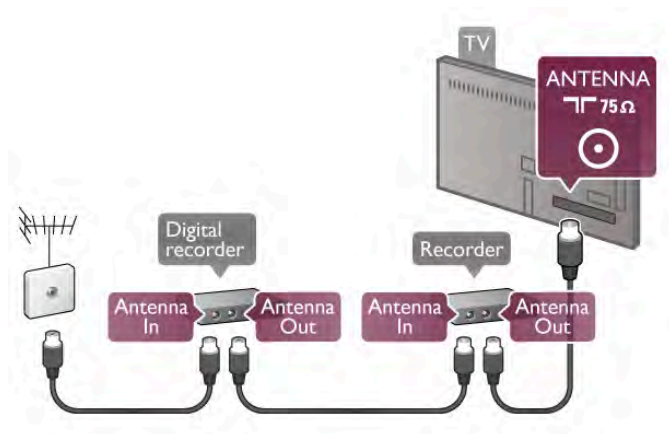 TV
ANTENNA
75 Ω
Digital
recorder
Recorder
Antenna
In
Antenna
Out
Antenna
In
Antenna
Out